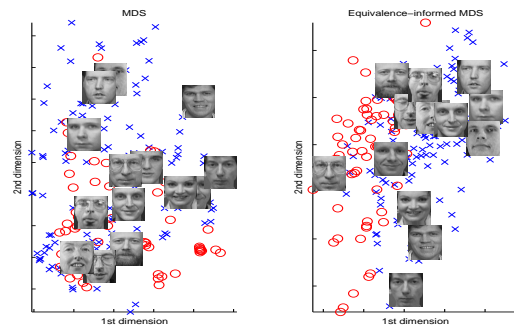 MDS
2nd dimension
1st dimension
Equivalence−informed MDS
2nd dimension
1st dimension